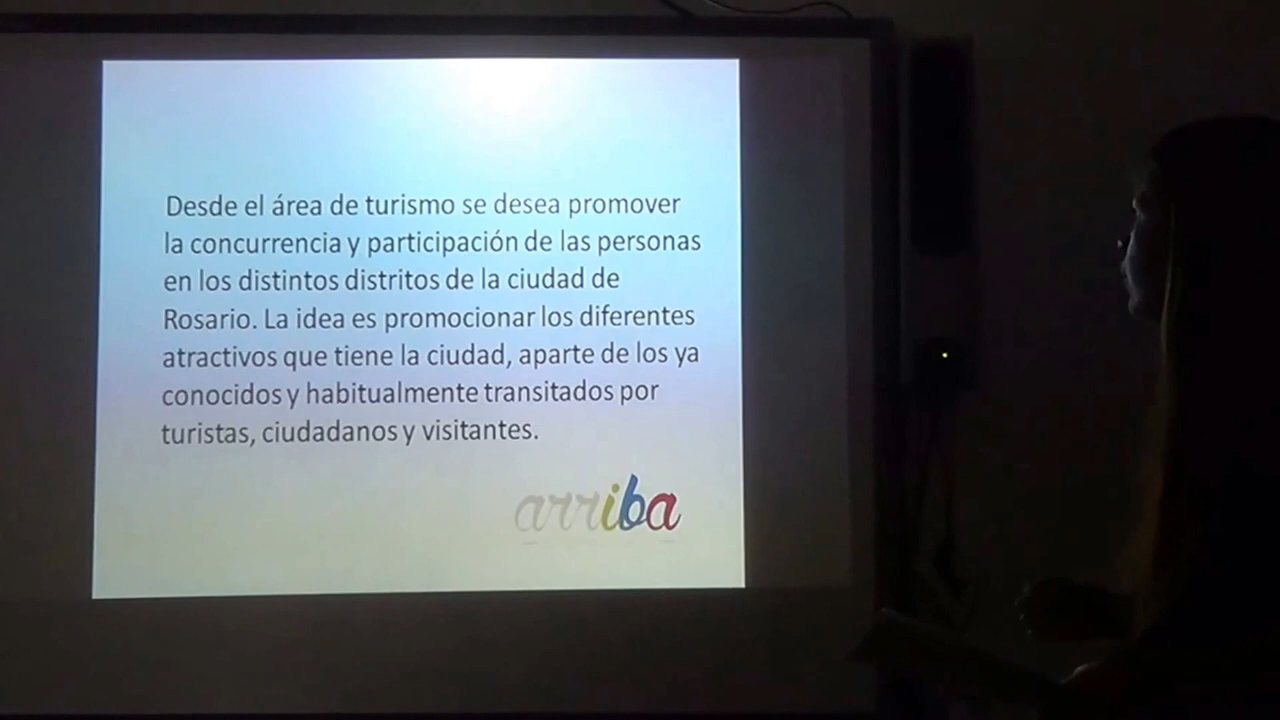 Desde el área de turismo se desea promover
la concurrencia y participación de las personas
en los distintos distritos de la ciudad de
Rosario. La idea es promocionar los diferentes
atractivos que tiene la ciudad, aparte de los ya
conocidos y habitualmente transitados por
turistas, ciudadanos y visitantes.
arriba